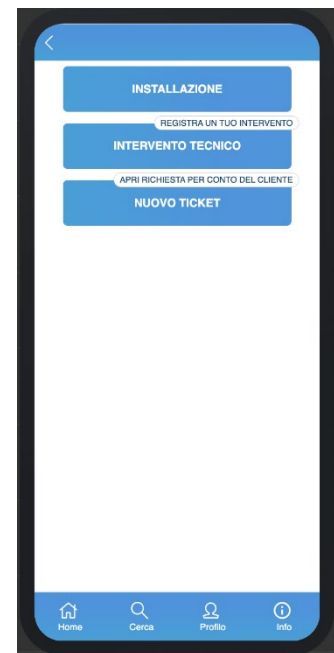 INSTALLAZIONE
REGISTRA UN TUO INTERVENTO
INTERVENTO TECNICO
APRI RICHIESTA PER CONTO DEL CLIENTE
NUOVO TICKET
Home Cerca Profilo Info